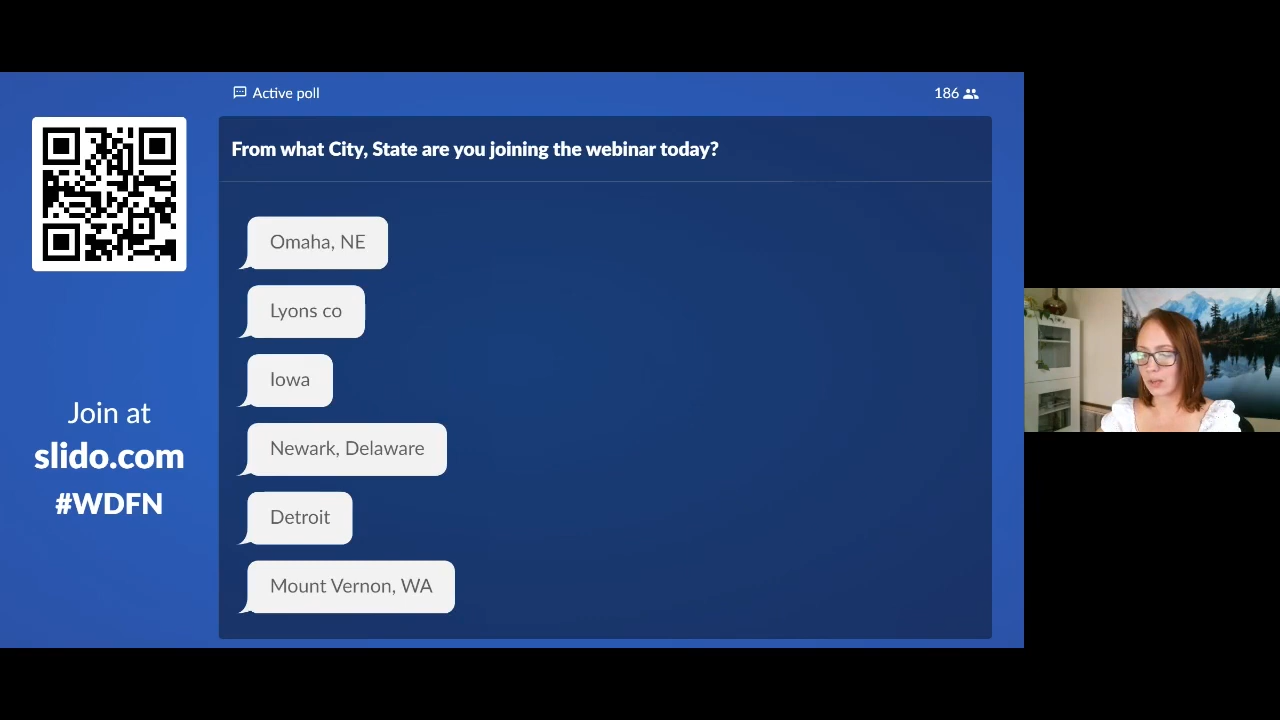 Active poll
186
From what City, State are you joining the webinar today?
Omaha, NE
Lyons co
Iowa
Newark, Delaware
Detroit
Mount Vernon, WA
Join at
slido.com
#WDFN